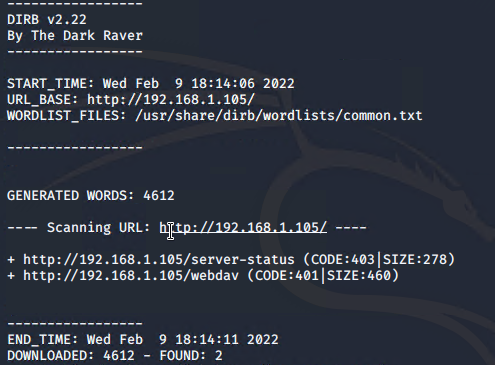 -----------------
DIRB v2.22
By The Dark Raver
-----------------
START_TIME: Wed Feb  9 18:14:06 2022
URL_BASE: http://192.168.1.105/
WORDLIST_FILES: /usr/share/dirb/wordlists/common.txt
-----------------
GENERATED WORDS: 4612
---- Scanning URL: http://192.168.1.105/ ----
+ http://192.168.1.105/server-status (CODE:403|SIZE:278)
+ http://192.168.1.105/webdav (CODE:401|SIZE:460)
-----------------
END_TIME: Wed Feb  9 18:14:11 2022
DOWNLOADED: 4612 - FOUND: 2